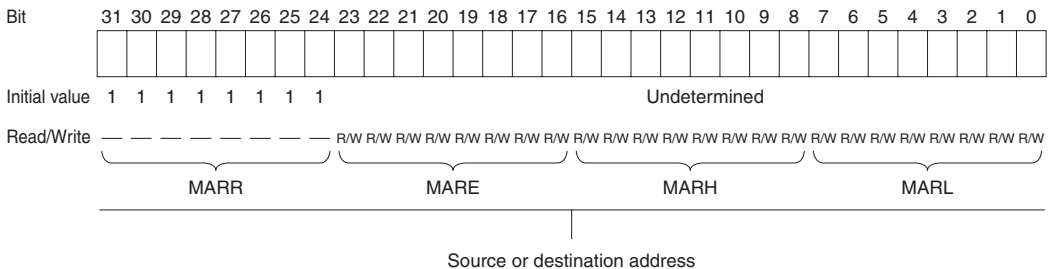 Bit 31 30 29 28 27 26 25 24 23 22 21 20 19 18 17 16 15 14 13 12 11 10 9 8 7 6 5 4 3 2 1 0
Initial value 1 1 1 1 1 1 1 1 Undetermined
Read/Write — — — — — — — — R/W R/W R/W R/W R/W R/W R/W R/W R/W R/W R/W R/W R/W R/W R/W R/W R/W R/W R/W R/W R/W R/W R/W R/W
MARR MARE MARH MARL
Source or destination address